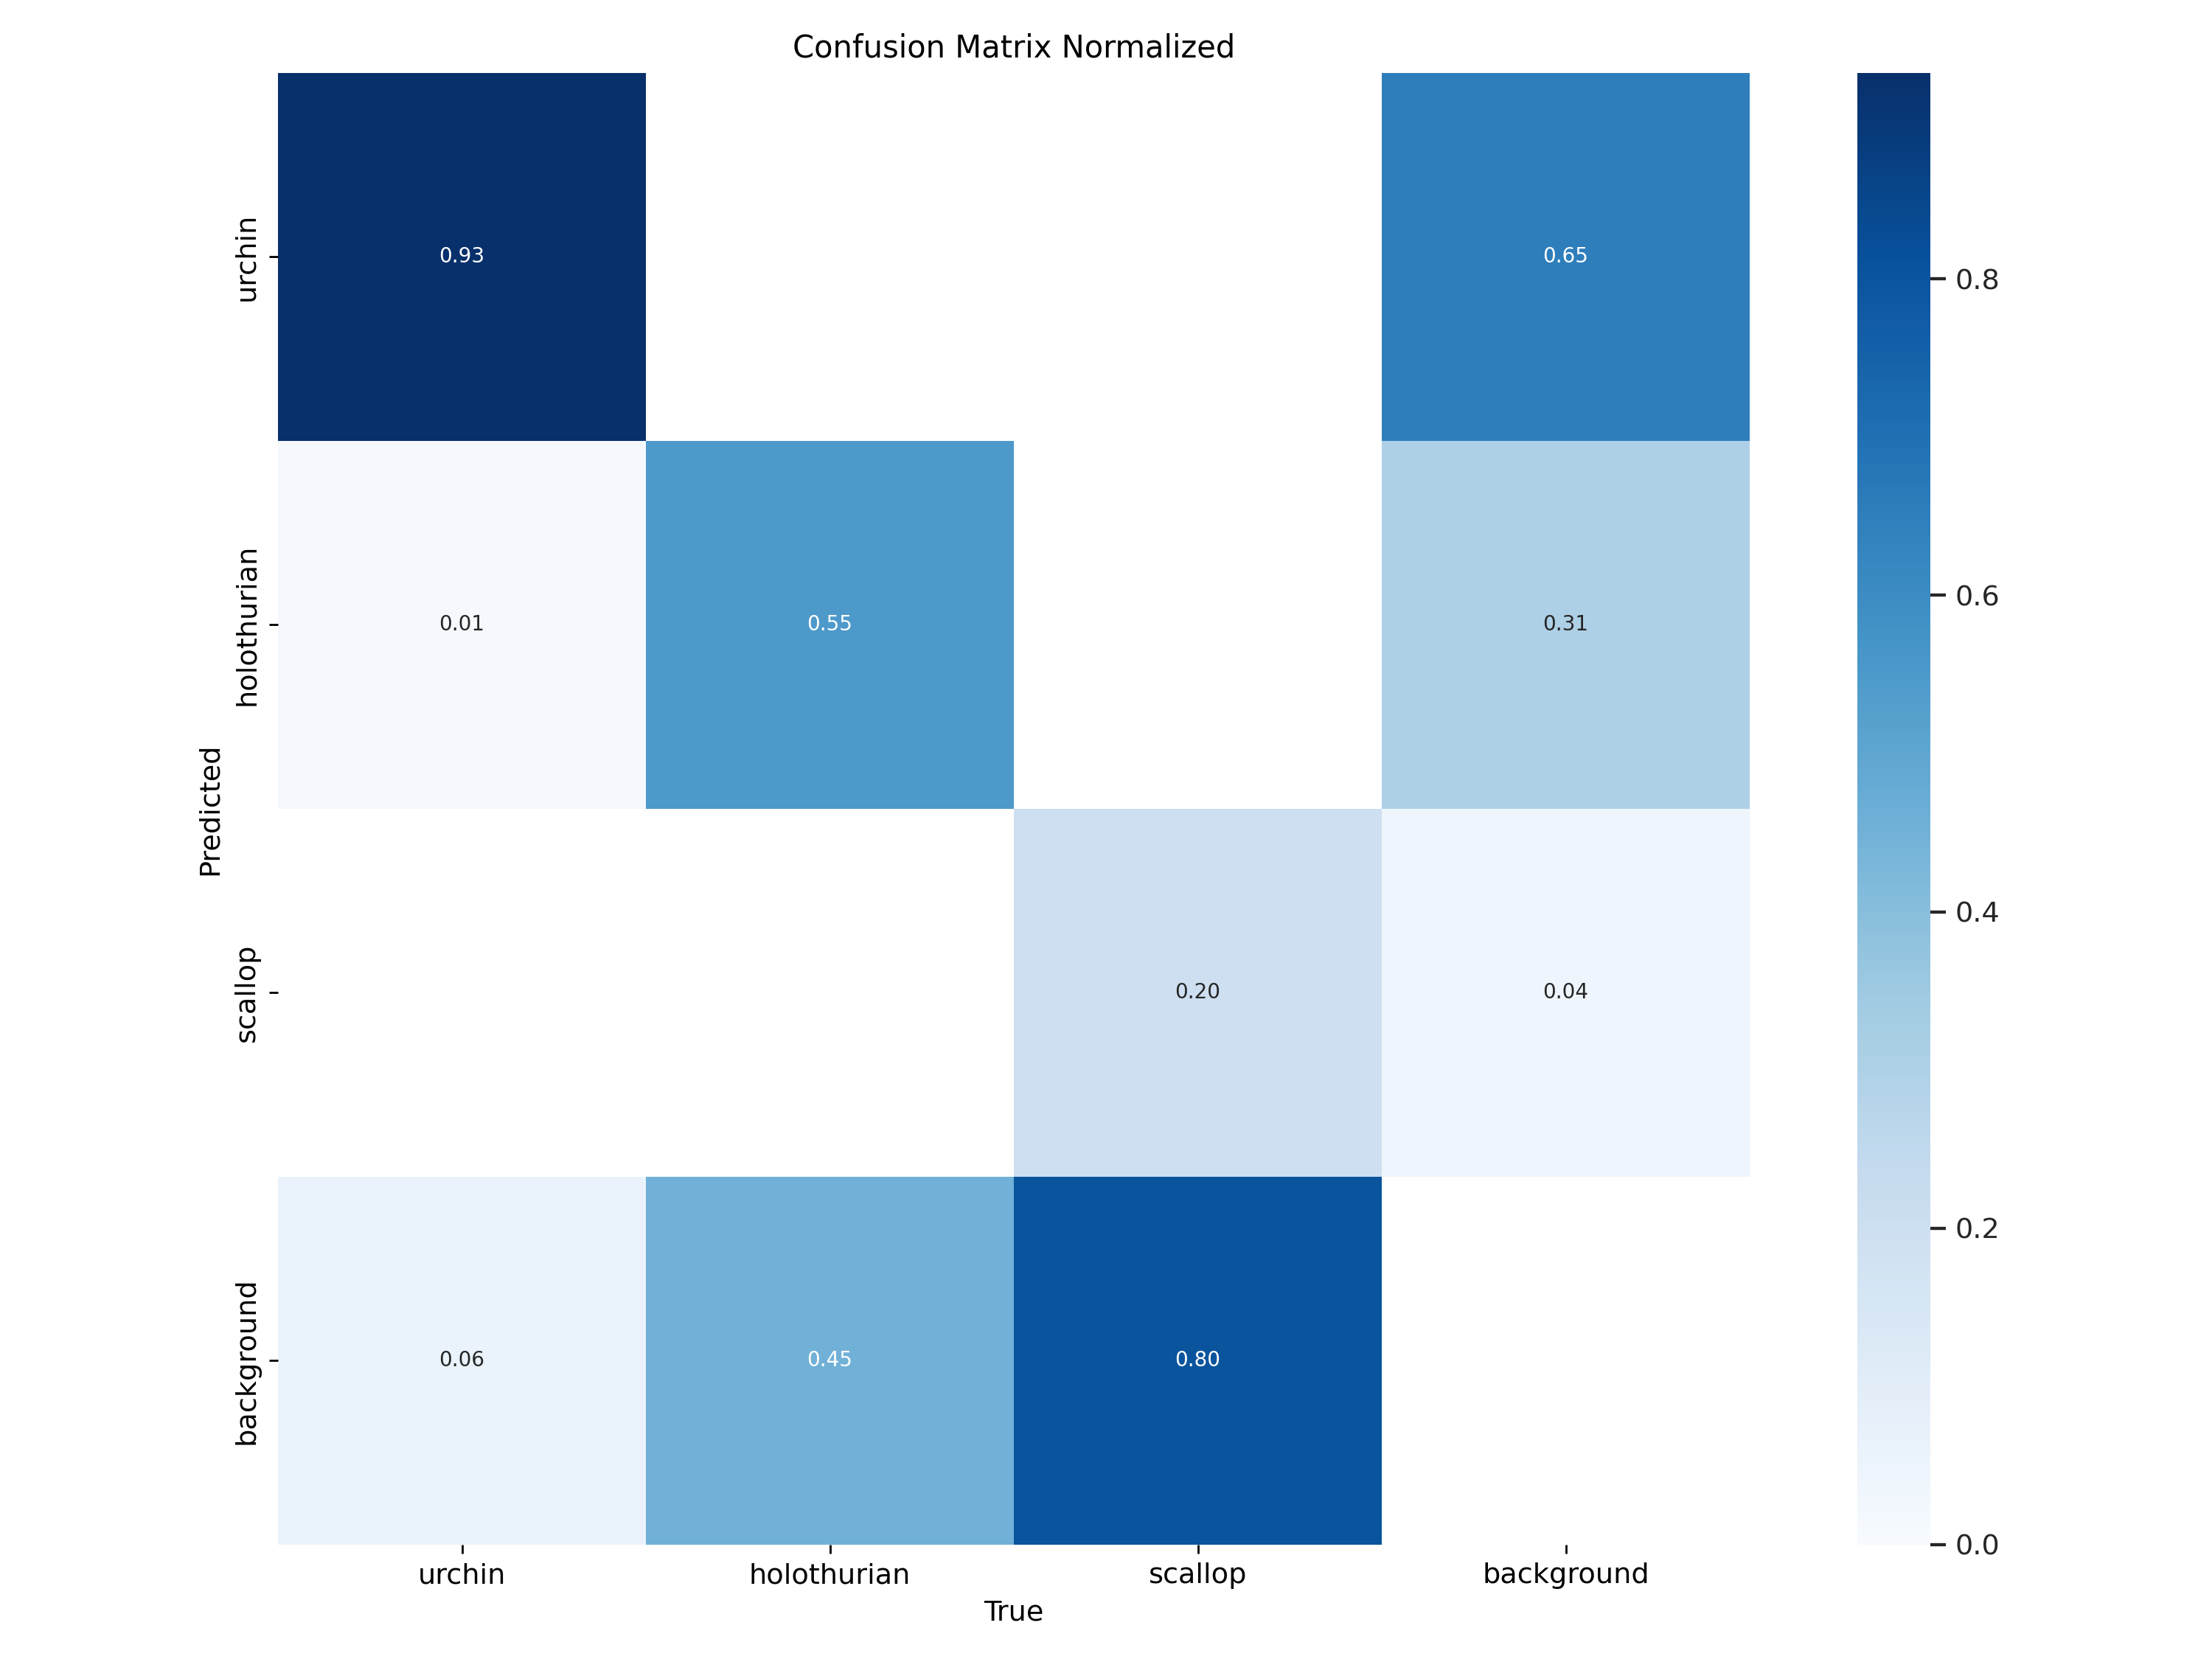 Confusion Matrix Normalized
urchin
0.93
0.65
holothurian
0.01
0.55
0.31
scallop
0.20
0.04
background
0.06
0.45
0.80
urchin
holothurian
scallop
background
True
Predicted
0.8
0.6
0.4
0.2
0.0